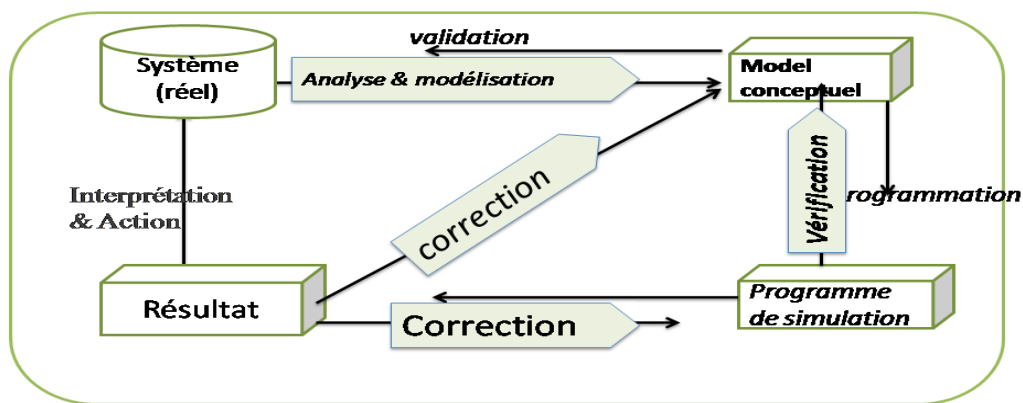 validation
Système
(réel)
Analyse & modélisation
Model
conceptuel
correction
Vérification
rogrammation
Interprétation
& Action
Résultat
Correction
Programme
de simulation